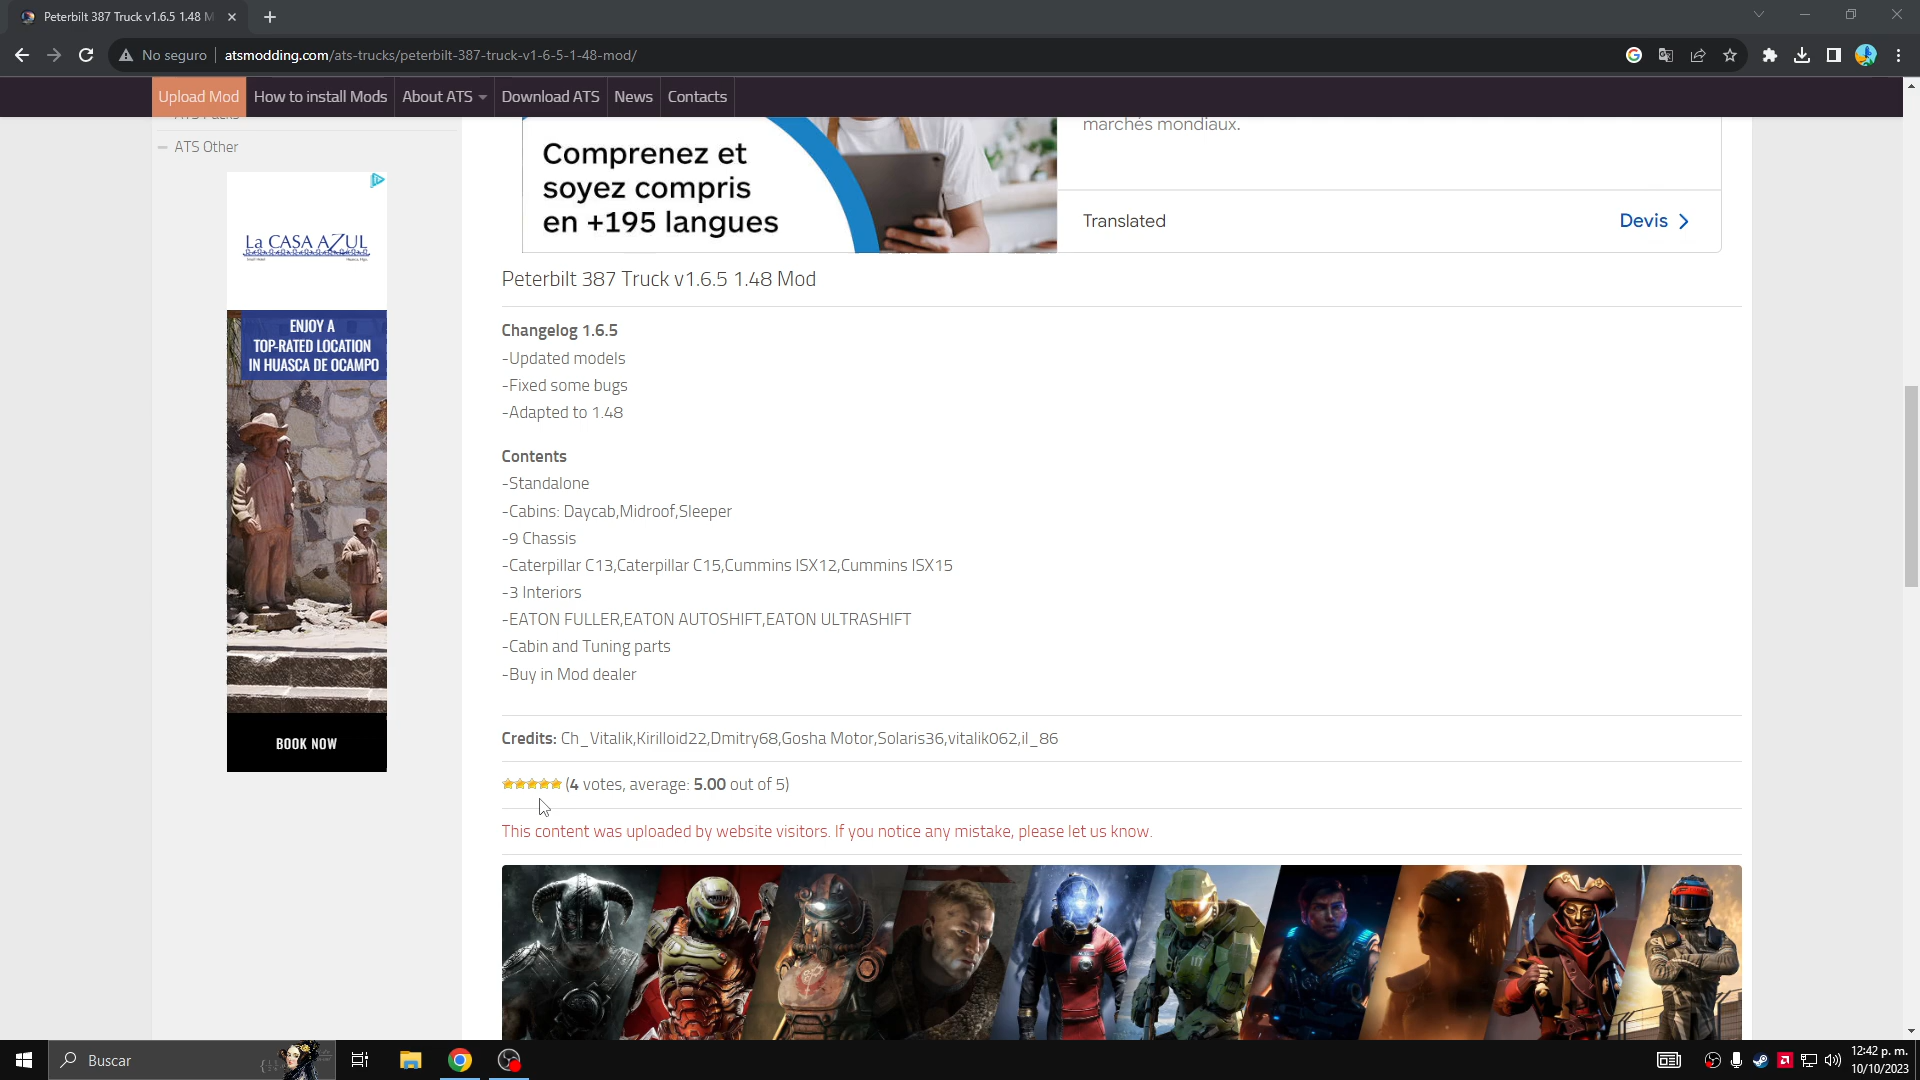 Peterbilt 387 Truck v1.6.5 1.48 M
No seguro
atsmodding.com/ats-trucks/peterbilt-387-truck-v1-6-5-1-48-mod/
Upload Mod
How to install Mods
About ATS
Download ATS
News
Contacts
ATS Packs
ATS Other
La CASA AZUL
ENJOY A
TOP-RATED LOCATION
IN HUASCA DE OCAMPO
BOOK NOW
Comprenez et
soyez compris
en +195 langues
marchés mondiaux.
Translated
Devis
Peterbilt 387 Truck v1.6.5 1.48 Mod
Changelog 1.6.5
-Updated models
-Fixed some bugs
-Adapted to 1.48
Contents
-Standalone
-Cabins: Daycab,Midroof,Sleeper
-9 Chassis
-Caterpillar C13,Caterpillar C15,Cummins ISX12,Cummins ISX15
-3 Interiors
-EATON FULLER,EATON AUTOSHIFT,EATON ULTRASHIFT
-Cabin and Tuning parts
-Buy in Mod dealer
Credits: Ch_Vitalik,Kirilloid22,Dmitry68,Gosha Motor,Solaris36,vitalik062,il_86
(4 votes, average: 5.00 out of 5)
This content was uploaded by website visitors. If you notice any mistake, please let us know.
Buscar
12:42 p. m.
10/10/2023